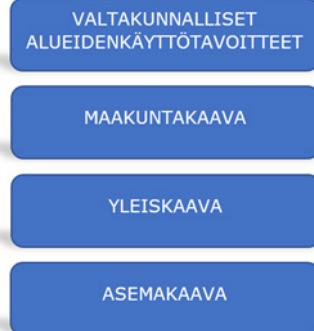 VALTAKUNNALLISET
ALUEIDENKÄYTTÖTAVOITTEET
MAAKUNTAKAAVA
YLEISKAAVA
ASEMAKAAVA